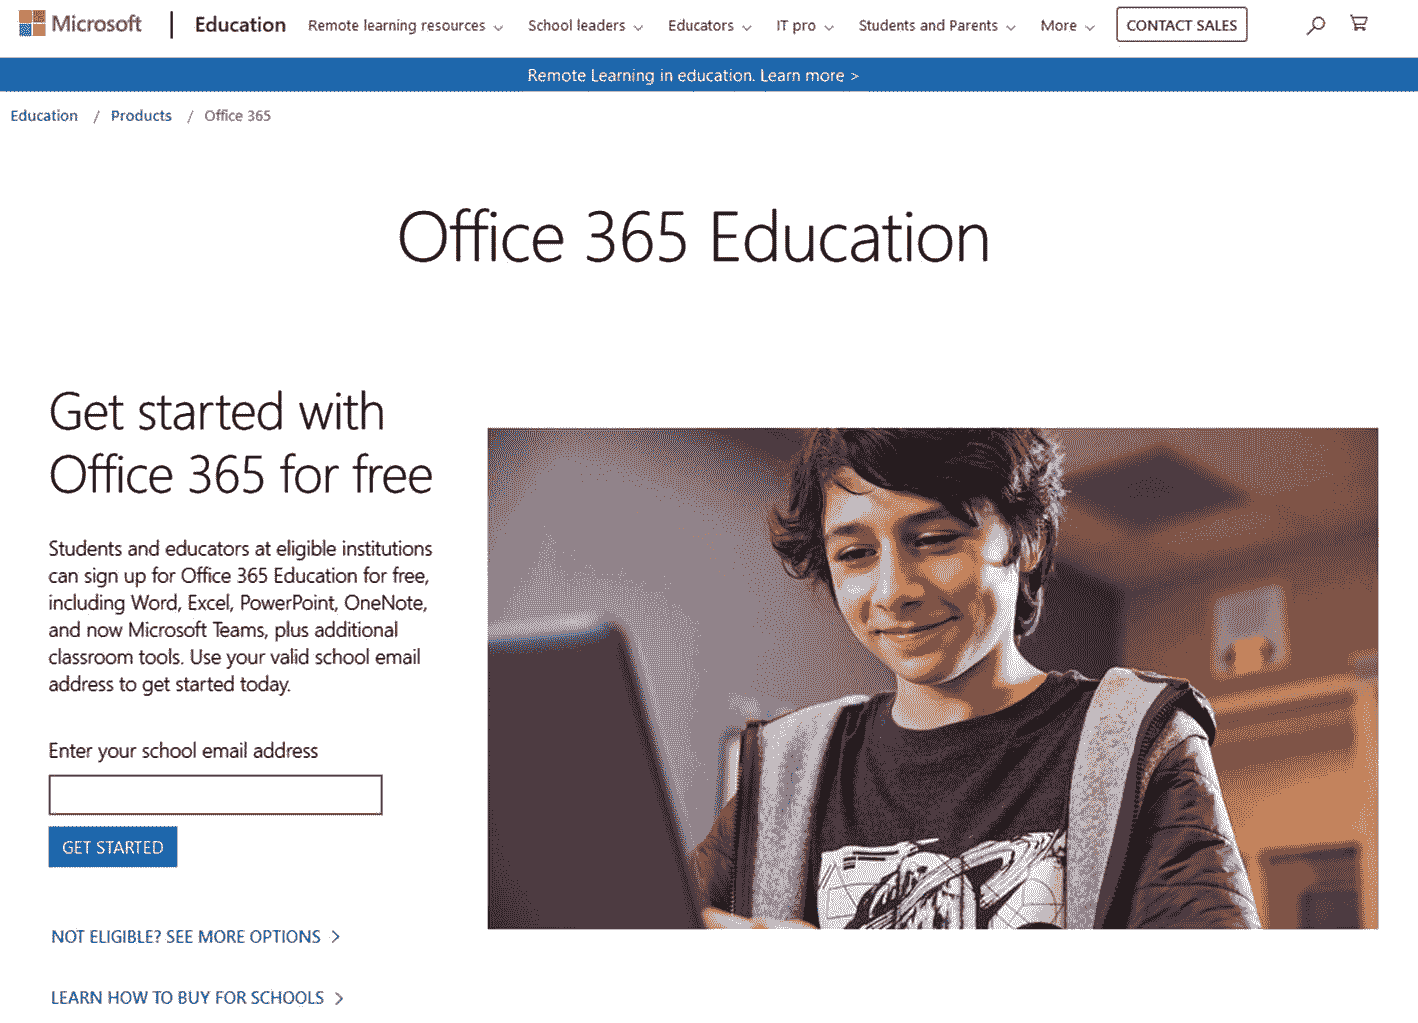 Microsoft Education Remote learning resources School leaders Educators IT pro Students and Parents More CONTACT SALES
Remote Learning in education. Learn more >
Education / Products / Office 365
Office 365 Education
Get started with
Office 365 for free
Students and educators at eligible institutions
can sign up for Office 365 Education for free,
including Word, Excel, PowerPoint, OneNote,
and now Microsoft Teams, plus additional
classroom tools. Use your valid school email
address to get started today.
Enter your school email address
GET STARTED
NOT ELIGIBLE? SEE MORE OPTIONS >
LEARN HOW TO BUY FOR SCHOOLS >